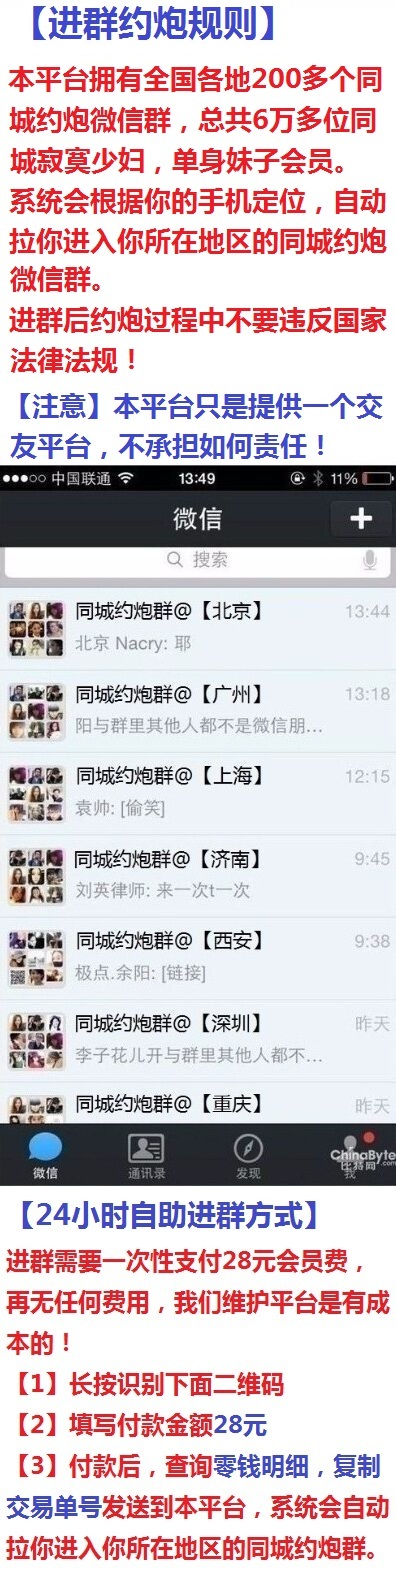 【进群约炮规则】
本平台拥有全国各地200多个同
城约炮微信群，总共6万多位同
城寂寞少妇，单身妹子会员。
系统会根据你的手机定位，自动
拉你进入你所在地区的同城约炮
微信群。
进群后约炮过程中不要违反国家
法律法规！
【注意】本平台只是提供一个交
友平台，不承担如何责任！
中国联通 13:49 11%
微信
搜索
同城约炮群@【北京】 13:44
北京 Nacry: 耶
同城约炮群@【广州】 13:18
阳与群里其他人都不是微信朋...
同城约炮群@【上海】 12:15
袁帅: [偷笑]
同城约炮群@【济南】 9:45
刘英律师: 来一次t一次
同城约炮群@【西安】 9:38
极点.余阳: [链接]
同城约炮群@【深圳】 昨天
李子花儿开与群里其他人都不...
同城约炮群@【重庆】 昨天
ChinaByte
比特网.com
微信 通讯录 发现 我
【24小时自助进群方式】
进群需要一次性支付28元会员费，
再无任何费用，我们维护平台是有成
本的！
【1】长按识别下面二维码
【2】填写付款金额28元
【3】付款后，查询零钱明细，复制
交易单号发送到本平台，系统会自动
拉你进入你所在地区的同城约炮群。